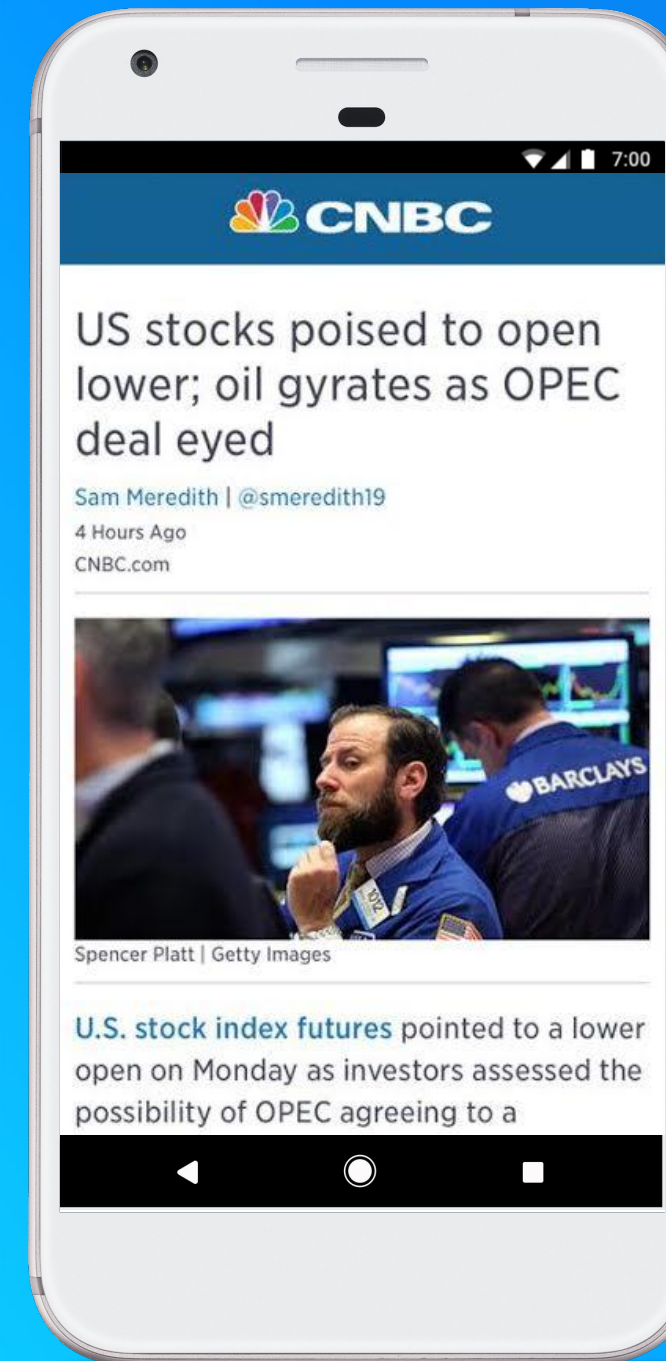 7:00
CNBC
US stocks poised to open
lower; oil gyrates as OPEC
deal eyed
Sam Meredith | @smeredith19
4 Hours Ago
CNBC.com
BARCLAYS
1012
Spencer Platt | Getty Images
U.S. stock index futures pointed to a lower
open on Monday as investors assessed the
possibility of OPEC agreeing to a